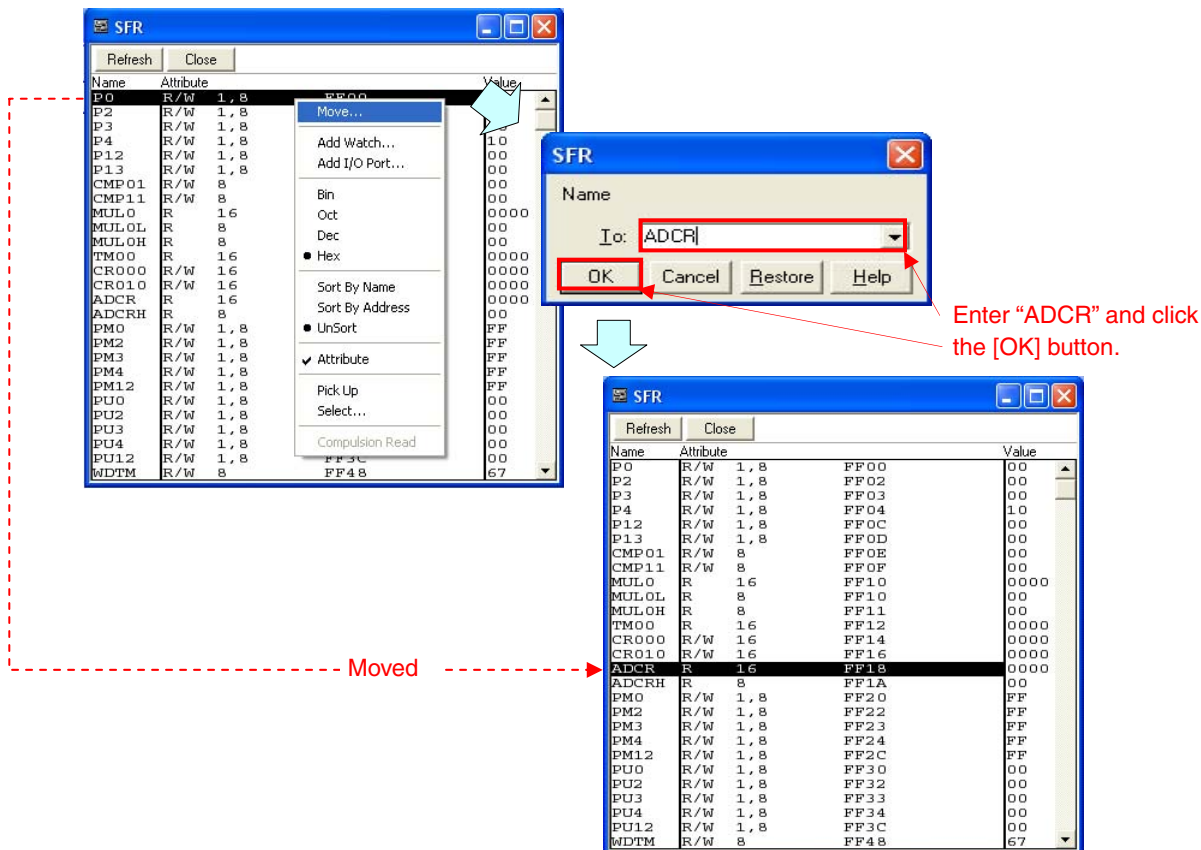 SFR
Refresh Close
Name Attribute Value
P0 R/W 1,8 FF00
P2 R/W 1,8
P3 R/W 1,8
P4 R/W 1,8 10
P12 R/W 1,8 00
P13 R/W 1,8 00
CMP01 R/W 8 00
CMP11 R/W 8 00
MUL0 R 16 0000
MUL0L R 8 00
MUL0H R 8 00
TM00 R 16 0000
CR000 R/W 16 0000
CR010 R/W 16 0000
ADCR R 16 0000
ADCRH R 8 00
PM0 R/W 1,8 FF
PM2 R/W 1,8 FF
PM3 R/W 1,8 FF
PM4 R/W 1,8 FF
PM12 R/W 1,8 FF
PU0 R/W 1,8 00
PU2 R/W 1,8 00
PU3 R/W 1,8 00
PU4 R/W 1,8 00
PU12 R/W 1,8 FF3C 00
WDTM R/W 8 FF48 67
Move...
Add Watch...
Add I/O Port...
Bin
Oct
Dec
Hex
Sort By Name
Sort By Address
UnSort
Attribute
Pick Up
Select...
Compulsion Read
SFR
Name
To: ADCR
OK Cancel Restore Help
Enter “ADCR” and click
the [OK] button.
Moved
SFR
Refresh Close
Name Attribute Value
P0 R/W 1,8 FF00 00
P2 R/W 1,8 FF02 00
P3 R/W 1,8 FF03 00
P4 R/W 1,8 FF04 10
P12 R/W 1,8 FF0C 00
P13 R/W 1,8 FF0D 00
CMP01 R/W 8 FF0E 00
CMP11 R/W 8 FF0F 00
MUL0 R 16 FF10 0000
MUL0L R 8 FF10 00
MUL0H R 8 FF11 00
TM00 R 16 FF12 0000
CR000 R/W 16 FF14 0000
CR010 R/W 16 FF16 0000
ADCR R 16 FF18 0000
ADCRH R 8 FF1A 00
PM0 R/W 1,8 FF20 FF
PM2 R/W 1,8 FF22 FF
PM3 R/W 1,8 FF23 FF
PM4 R/W 1,8 FF24 FF
PM12 R/W 1,8 FF2C FF
PU0 R/W 1,8 FF30 00
PU2 R/W 1,8 FF32 00
PU3 R/W 1,8 FF33 00
PU4 R/W 1,8 FF34 00
PU12 R/W 1,8 FF3C 00
WDTM R/W 8 FF48 67